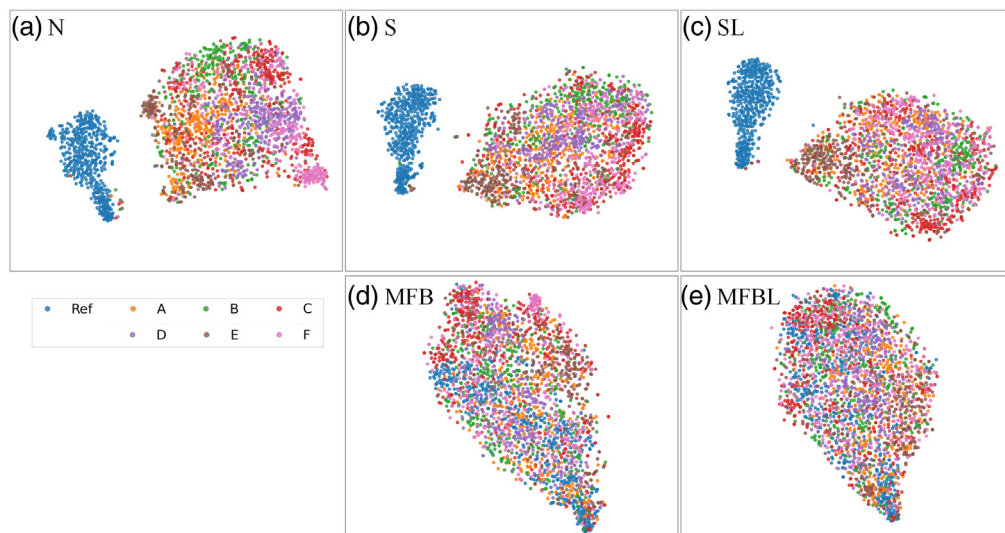 (a) N
(b) S
(c) SL
Ref A B C
D E F
(d) MFB
(e) MFBL